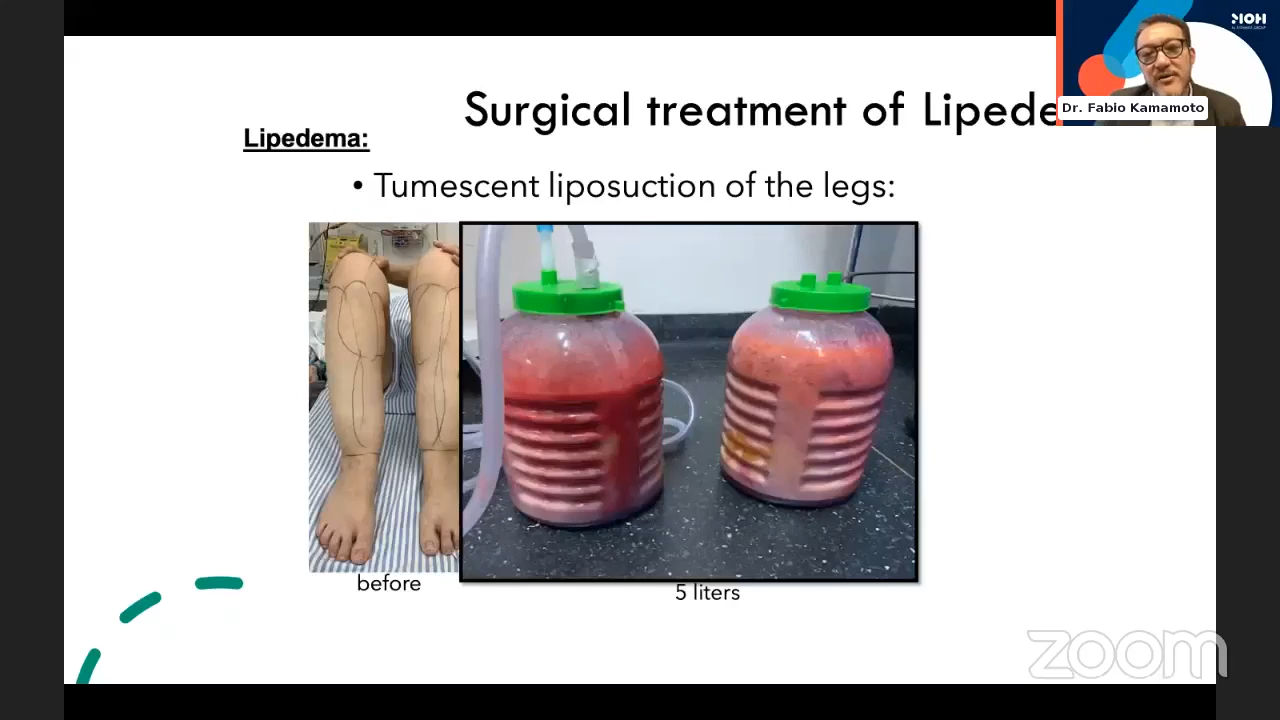 Surgical treatment of Lipede
Lipedema:
• Tumescent liposuction of the legs:
before
5 liters
Dr. Fabio Kamamoto
zoom